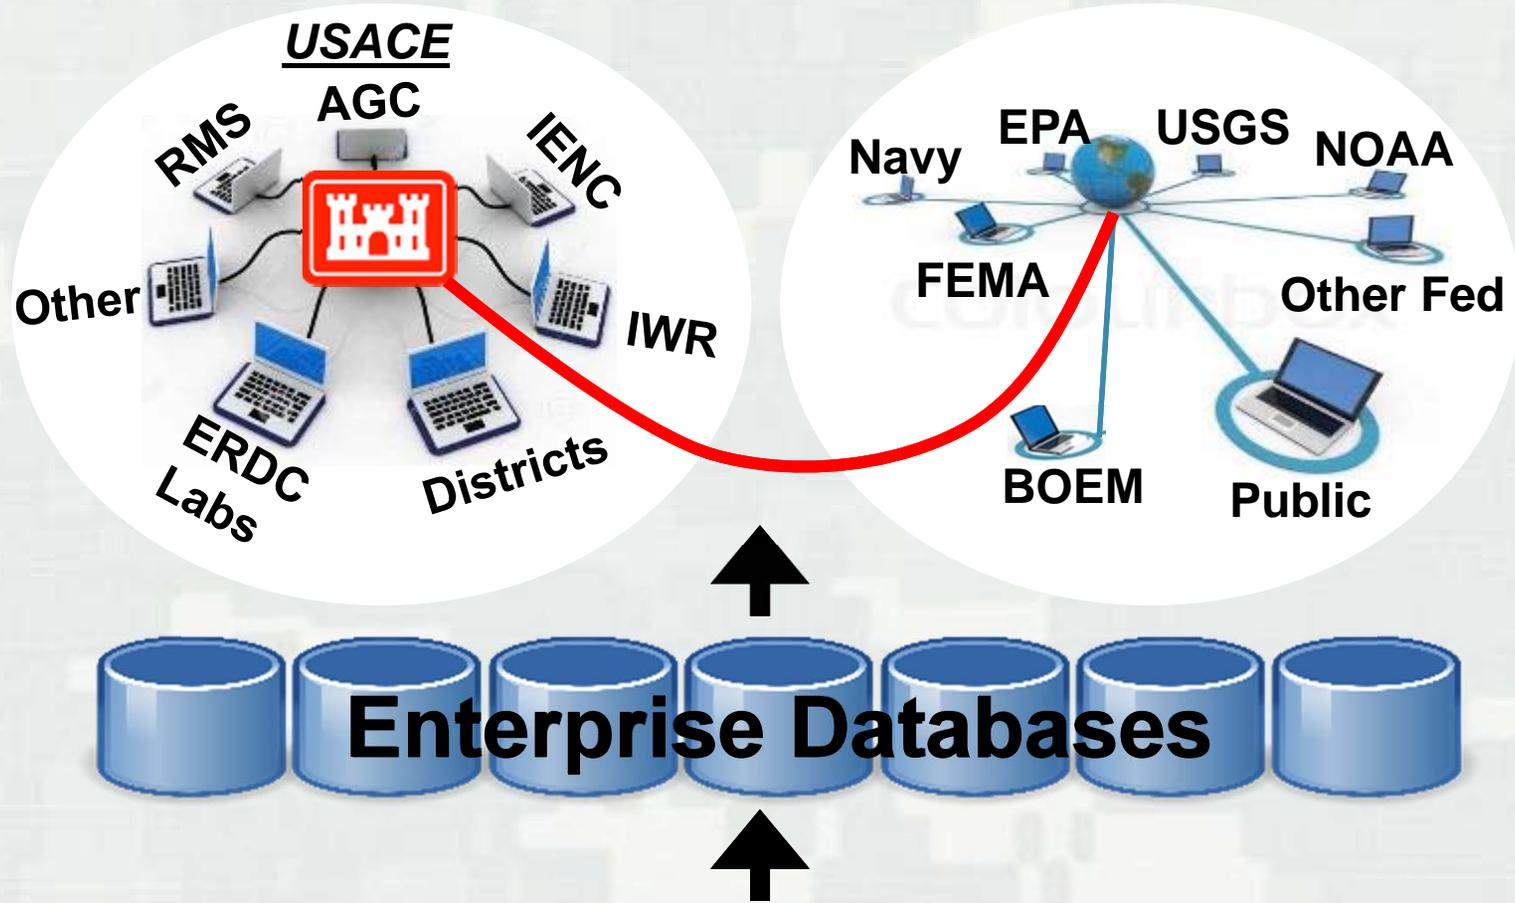 USACE
AGC
RMS
IENC
Other
IWR
ERDC
Labs
Districts
EPA
USGS
Navy
NOAA
FEMA
Other Fed
BOEM
Public
colourbox
Enterprise Databases